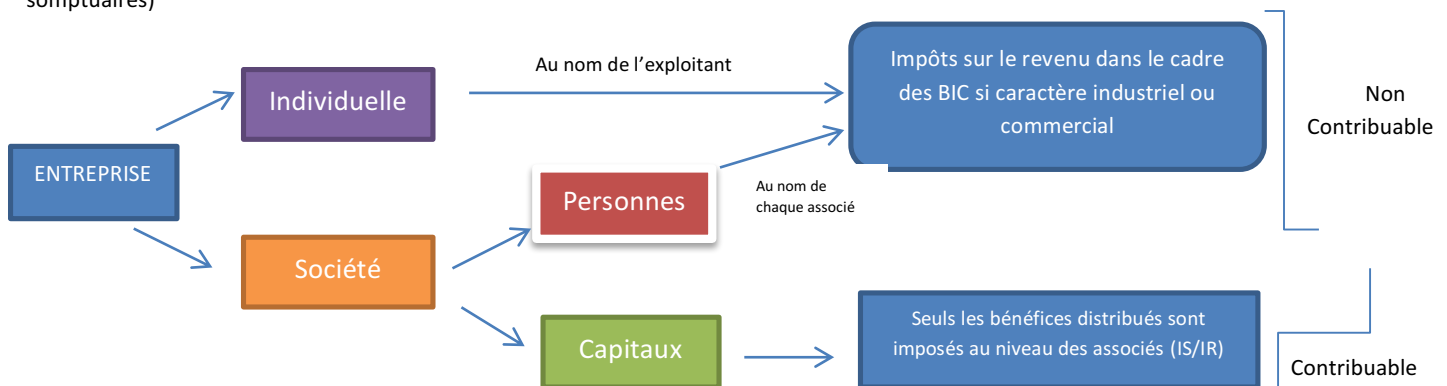 somptuaires)
Au nom de l'exploitant
Impôts sur le revenu dans le cadre
des BIC si caractère industriel ou
commercial
Non
Contribuable
Individuelle
ENTREPRISE
Personnes
Au nom de
chaque associé
Société
Capitaux
Seuls les bénéfices distribués sont
imposés au niveau des associés (IS/IR)
Contribuable